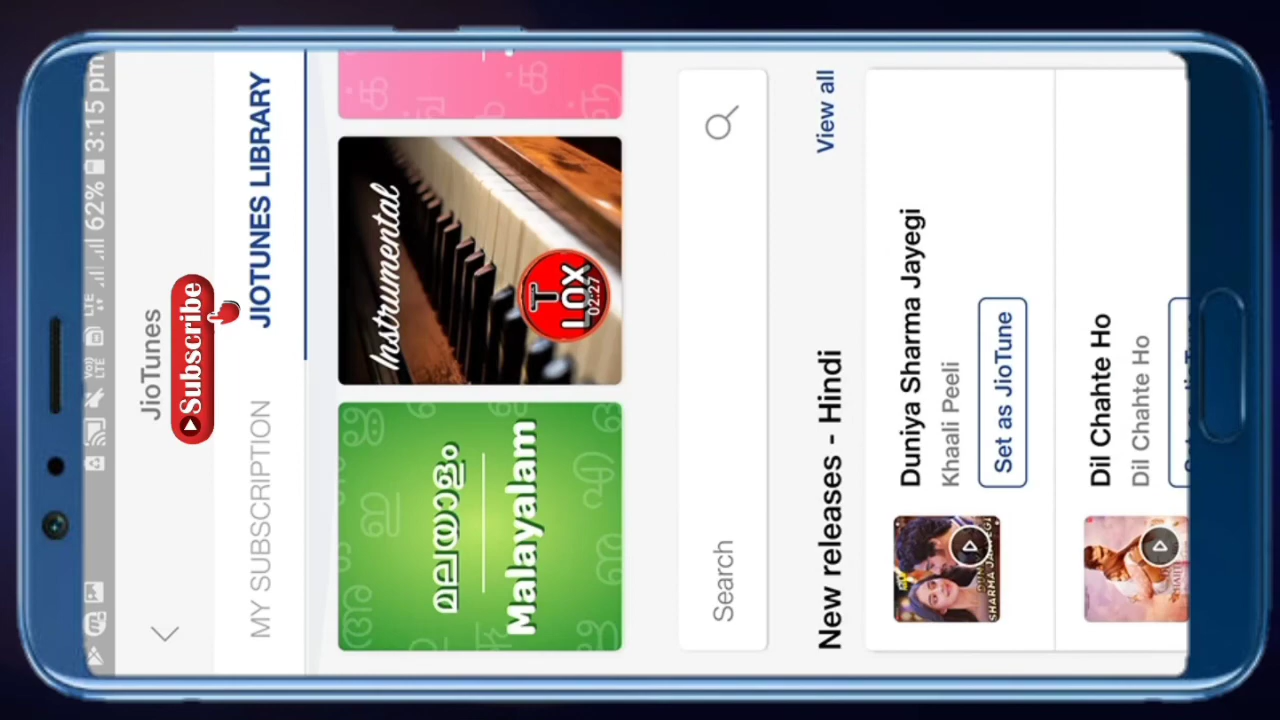 62% 3:15 pm
JioTunes
Subscribe
MY SUBSCRIPTION JIOTUNES LIBRARY
മലയാളം
Malayalam
Instrumental
T
LOX
02:27
Search
New releases - Hindi View all
Duniya Sharma Jayegi
Khaali Peeli
Set as JioTune
Dil Chahte Ho
Dil Chahte Ho